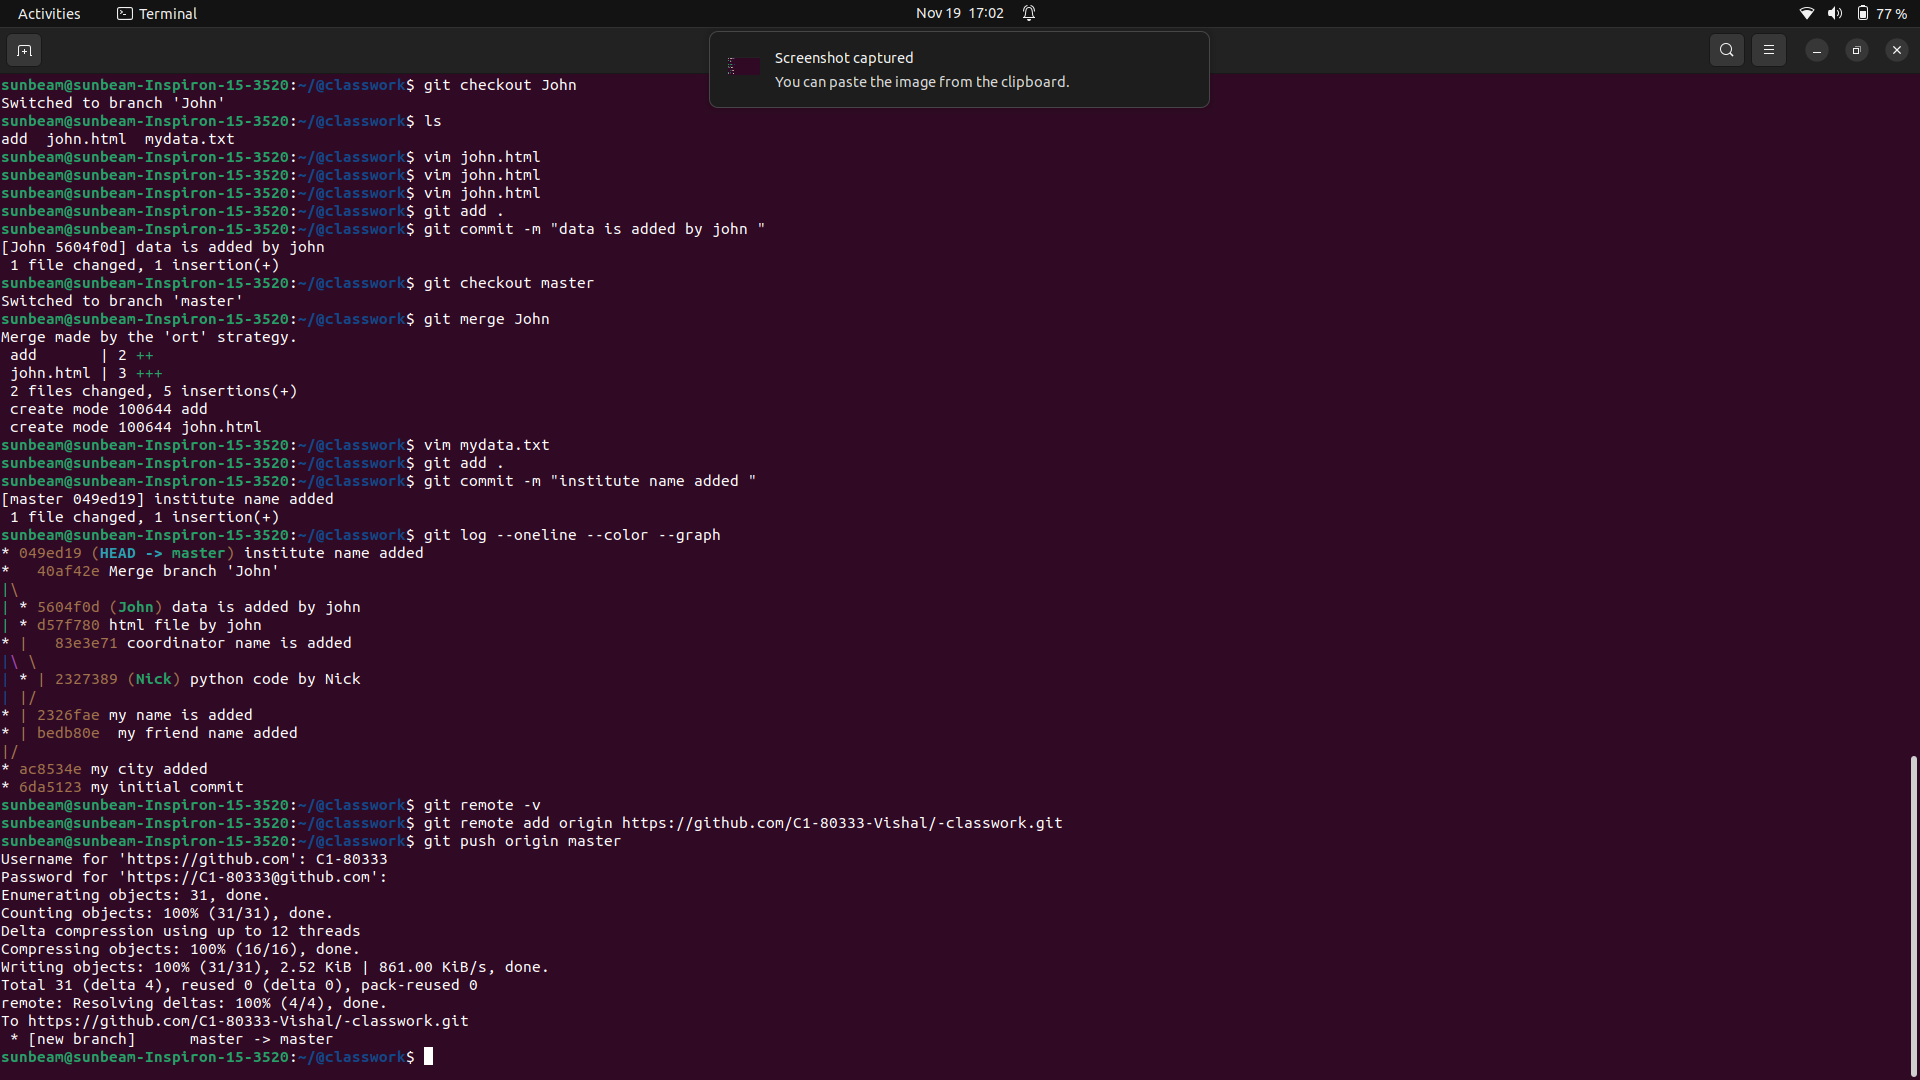 Activities Terminal Nov 19 17:02 77 %
Screenshot captured
You can paste the image from the clipboard.
sunbeam@sunbeam-Inspiron-15-3520:~/@classwork$ git checkout John
Switched to branch 'John'
sunbeam@sunbeam-Inspiron-15-3520:~/@classwork$ ls
add  john.html  mydata.txt
sunbeam@sunbeam-Inspiron-15-3520:~/@classwork$ vim john.html
sunbeam@sunbeam-Inspiron-15-3520:~/@classwork$ vim john.html
sunbeam@sunbeam-Inspiron-15-3520:~/@classwork$ vim john.html
sunbeam@sunbeam-Inspiron-15-3520:~/@classwork$ git add .
sunbeam@sunbeam-Inspiron-15-3520:~/@classwork$ git commit -m "data is added by john "
[John 5604f0d] data is added by john
 1 file changed, 1 insertion(+)
sunbeam@sunbeam-Inspiron-15-3520:~/@classwork$ git checkout master
Switched to branch 'master'
sunbeam@sunbeam-Inspiron-15-3520:~/@classwork$ git merge John
Merge made by the 'ort' strategy.
 add       | 2 ++
 john.html | 3 +++
 2 files changed, 5 insertions(+)
 create mode 100644 add
 create mode 100644 john.html
sunbeam@sunbeam-Inspiron-15-3520:~/@classwork$ vim mydata.txt
sunbeam@sunbeam-Inspiron-15-3520:~/@classwork$ git add .
sunbeam@sunbeam-Inspiron-15-3520:~/@classwork$ git commit -m "institute name added "
[master 049ed19] institute name added
 1 file changed, 1 insertion(+)
sunbeam@sunbeam-Inspiron-15-3520:~/@classwork$ git log --oneline --color --graph
* 049ed19 (HEAD -> master) institute name added
*   40af42e Merge branch 'John'
|\
| * 5604f0d (John) data is added by john
| * d57f780 html file by john
* |   83e3e71 coordinator name is added
|\ \
| * | 2327389 (Nick) python code by Nick
| |/
* | 2326fae my name is added
* | bedb80e  my friend name added
|/
* ac8534e my city added
* 6da5123 my initial commit
sunbeam@sunbeam-Inspiron-15-3520:~/@classwork$ git remote -v
sunbeam@sunbeam-Inspiron-15-3520:~/@classwork$ git remote add origin https://github.com/C1-80333-Vishal/-classwork.git
sunbeam@sunbeam-Inspiron-15-3520:~/@classwork$ git push origin master
Username for 'https://github.com': C1-80333
Password for 'https://C1-80333@github.com':
Enumerating objects: 31, done.
Counting objects: 100% (31/31), done.
Delta compression using up to 12 threads
Compressing objects: 100% (16/16), done.
Writing objects: 100% (31/31), 2.52 KiB | 861.00 KiB/s, done.
Total 31 (delta 4), reused 0 (delta 0), pack-reused 0
remote: Resolving deltas: 100% (4/4), done.
To https://github.com/C1-80333-Vishal/-classwork.git
 * [new branch]      master -> master
sunbeam@sunbeam-Inspiron-15-3520:~/@classwork$